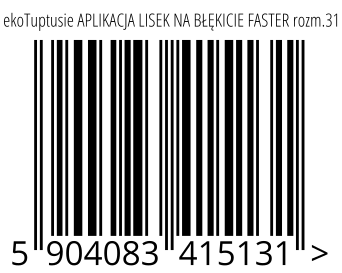 ekoTuptusie APLIKACJA LISEK NA BŁĘKICIE FASTER rozm.31
5 904083 415131 >